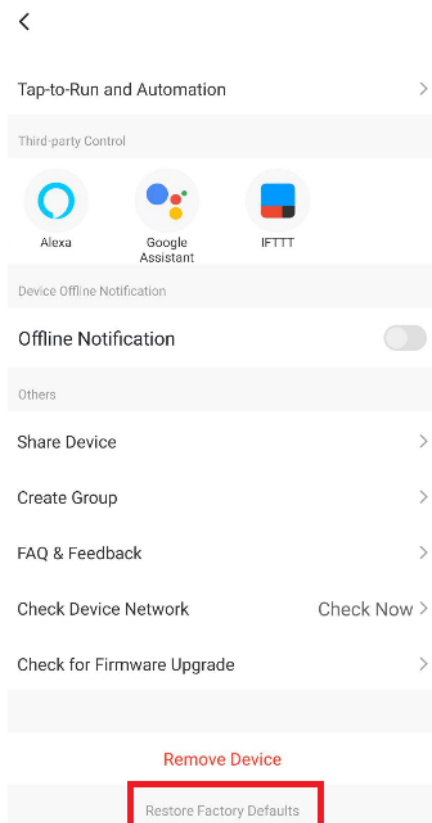 Tap-to-Run and Automation
Third-party Control
Alexa
Google
Assistant
IFTTT
Device Offline Notification
Offline Notification
Others
Share Device
Create Group
FAQ & Feedback
Check Device Network Check Now
Check for Firmware Upgrade
Remove Device
Restore Factory Defaults